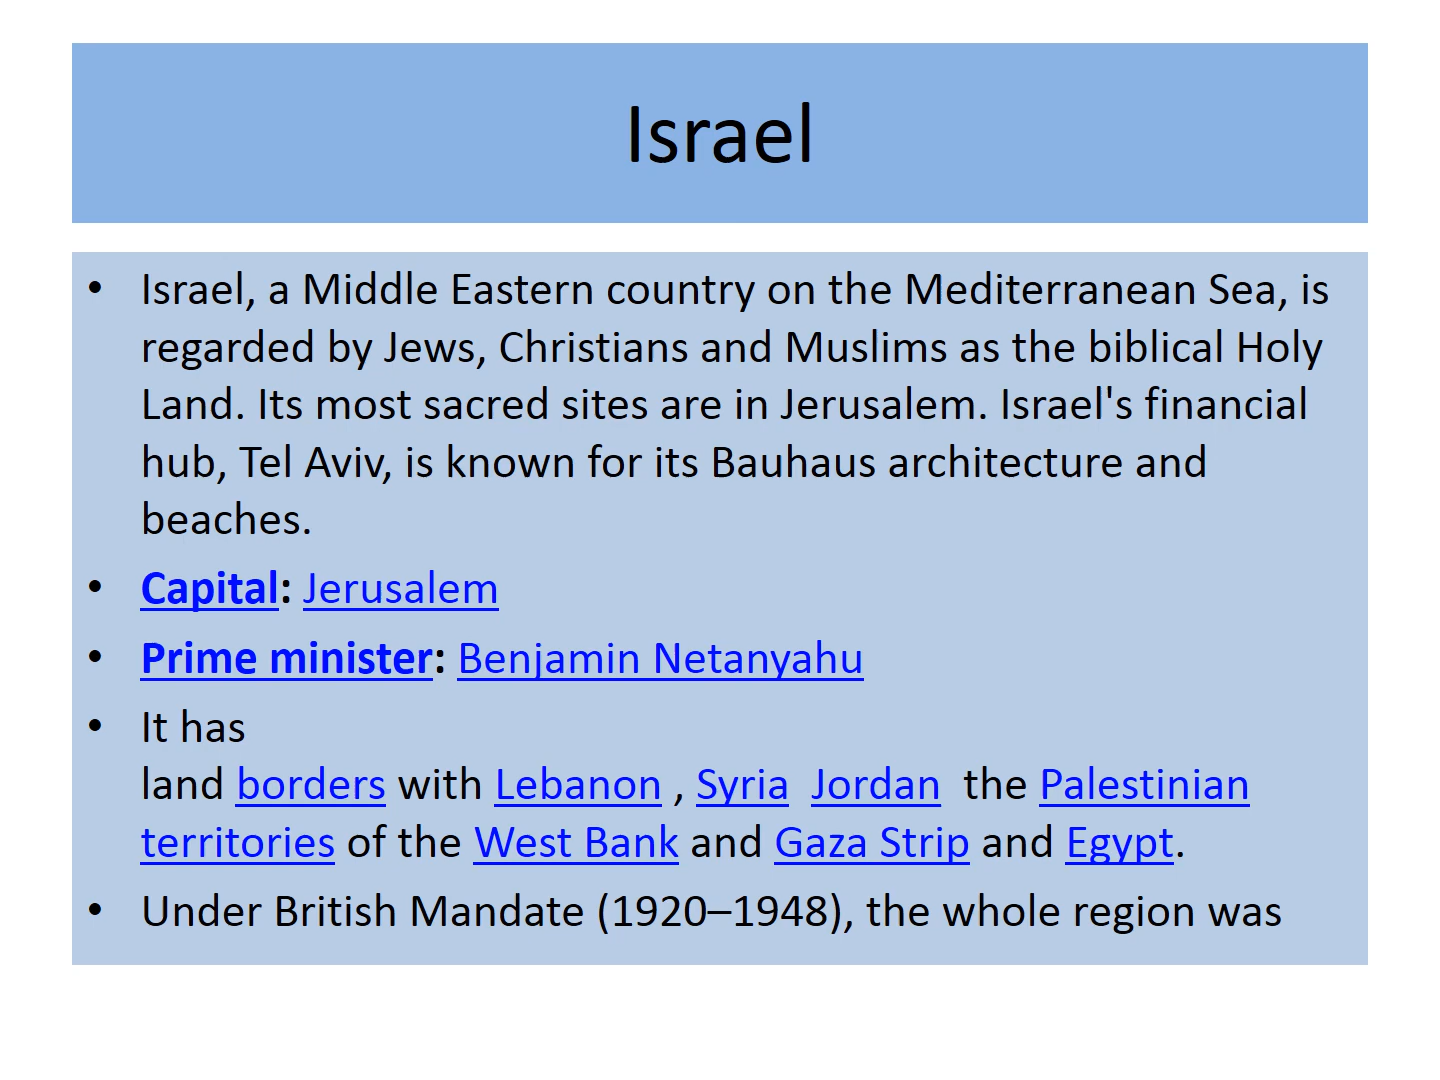 Israel
• Israel, a Middle Eastern country on the Mediterranean Sea, is
regarded by Jews, Christians and Muslims as the biblical Holy
Land. Its most sacred sites are in Jerusalem. Israel's financial
hub, Tel Aviv, is known for its Bauhaus architecture and
beaches.
• Capital: Jerusalem
• Prime minister: Benjamin Netanyahu
• It has
land borders with Lebanon , Syria  Jordan  the Palestinian
territories of the West Bank and Gaza Strip and Egypt.
• Under British Mandate (1920–1948), the whole region was